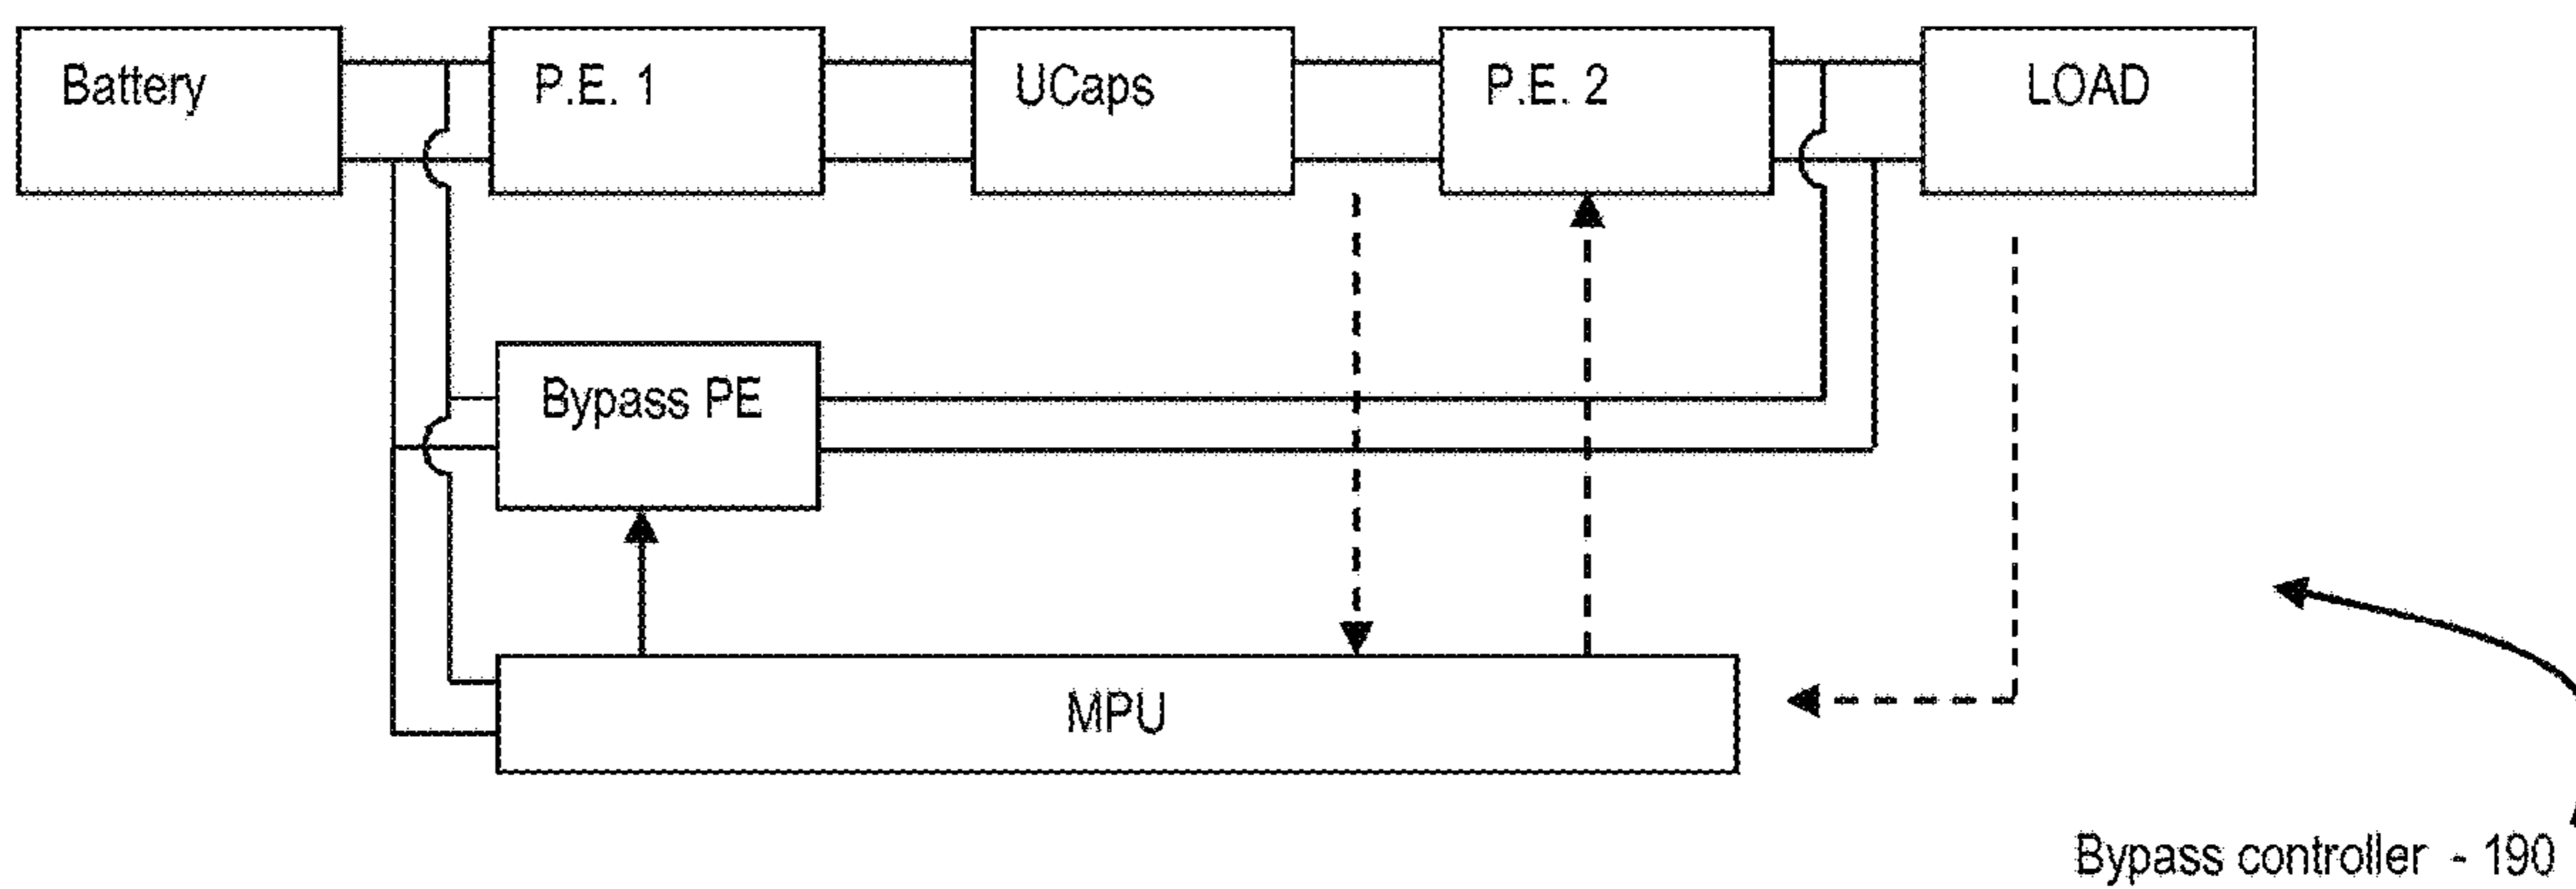 Battery
P.E. 1
UCaps
P.E. 2
LOAD
Bypass PE
MPU
Bypass controller - 190